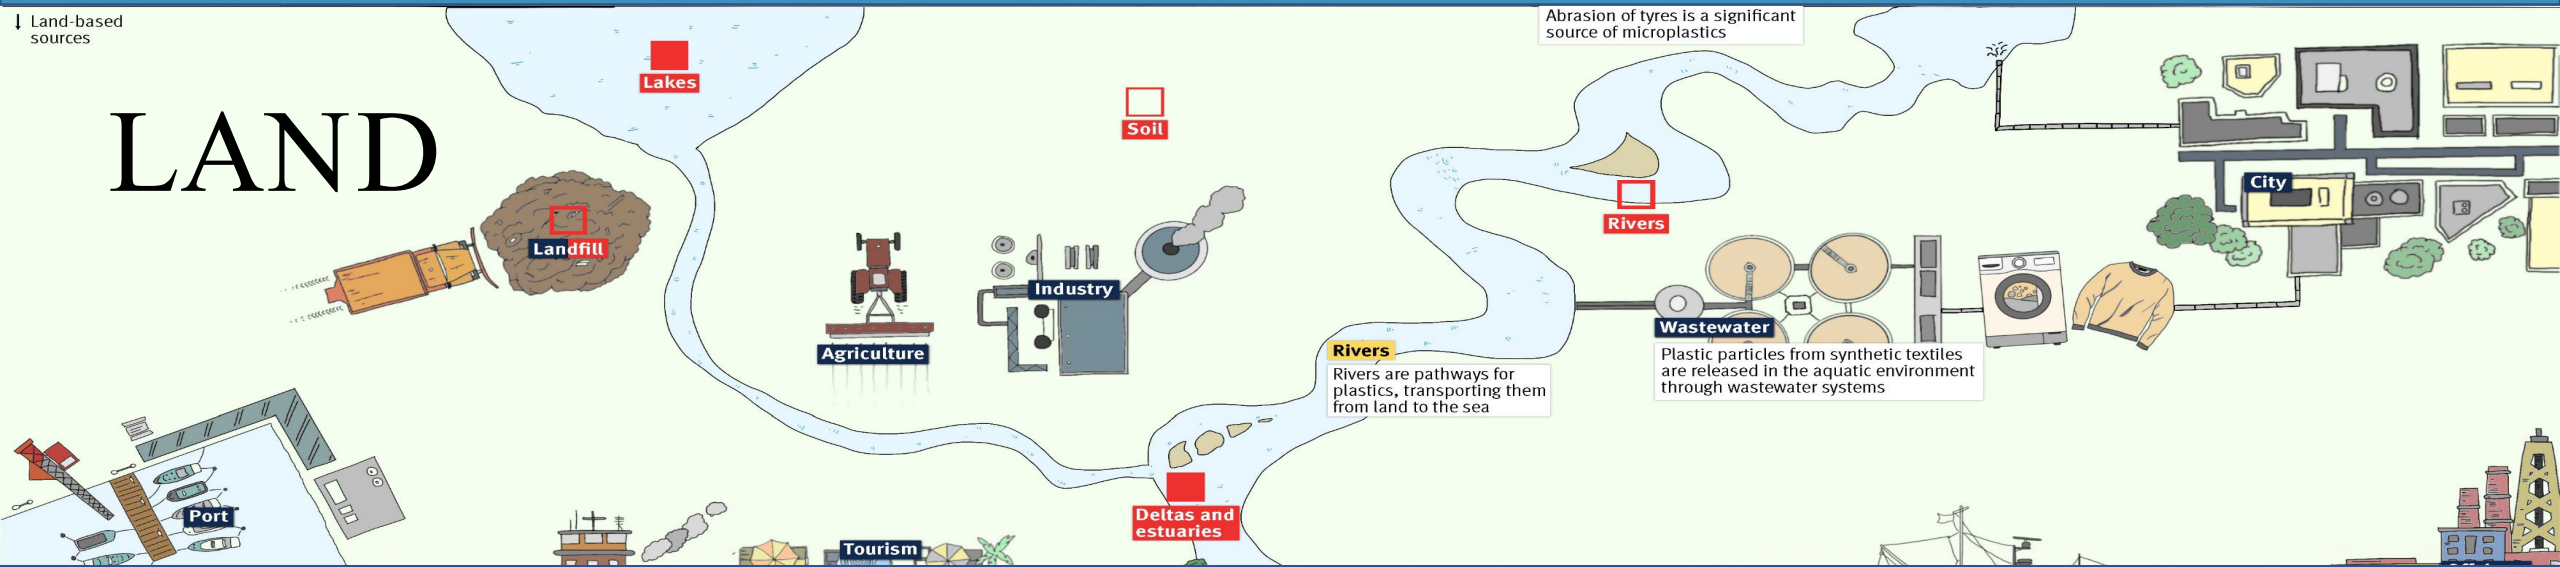 Land-based
sources
Abrasion of tyres is a significant
source of microplastics
Lakes
LAND
Soil
City
Rivers
Landfill
Industry
Wastewater
Agriculture
Rivers
Plastic particles from synthetic textiles
are released in the aquatic environment
through wastewater systems
Rivers are pathways for
plastics, transporting them
from land to the sea
Port
Deltas and
estuaries
Tourism